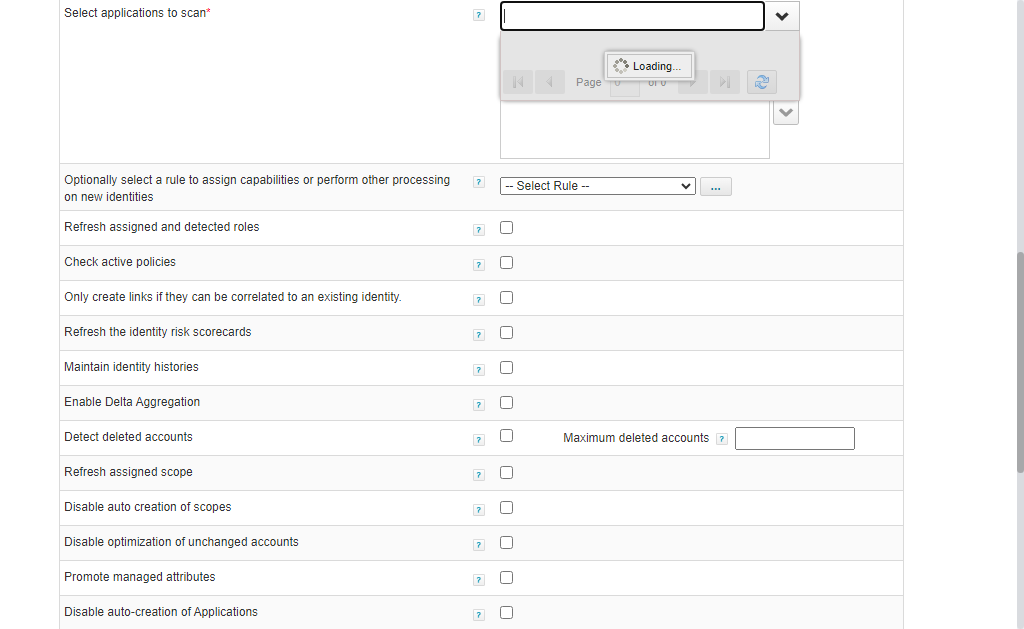 Select applications to scan* ?
Loading...
Page 0 of 0
Optionally select a rule to assign capabilities or perform other processing
on new identities ? -- Select Rule -- ...
Refresh assigned and detected roles ?
Check active policies ?
Only create links if they can be correlated to an existing identity. ?
Refresh the identity risk scorecards ?
Maintain identity histories ?
Enable Delta Aggregation ?
Detect deleted accounts ? Maximum deleted accounts ?
Refresh assigned scope ?
Disable auto creation of scopes ?
Disable optimization of unchanged accounts ?
Promote managed attributes ?
Disable auto-creation of Applications ?